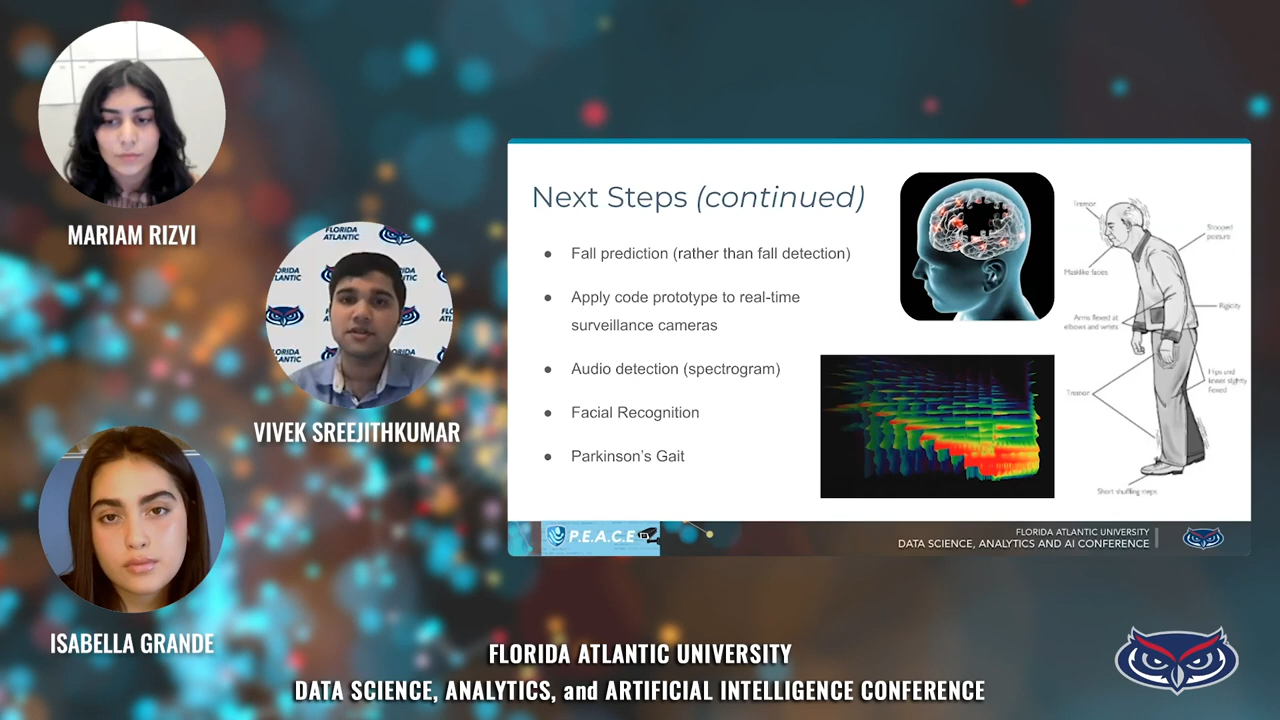 MARIAM RIZVI
FLORIDA
ATLANTIC
VIVEK SREEJITHKUMAR
ISABELLA GRANDE
Next Steps (continued)
● Fall prediction (rather than fall detection)
● Apply code prototype to real-time
surveillance cameras
● Audio detection (spectrogram)
● Facial Recognition
● Parkinson's Gait
Tremor
Stooped
posture
Masklike facies
Rigidity
Arms flexed at
elbows and wrists
Hips and
knees slightly
flexed
Tremor
Short shuffling steps
P.E.A.C.E
FLORIDA ATLANTIC UNIVERSITY
DATA SCIENCE, ANALYTICS AND AI CONFERENCE
FLORIDA ATLANTIC UNIVERSITY
DATA SCIENCE, ANALYTICS, and ARTIFICIAL INTELLIGENCE CONFERENCE